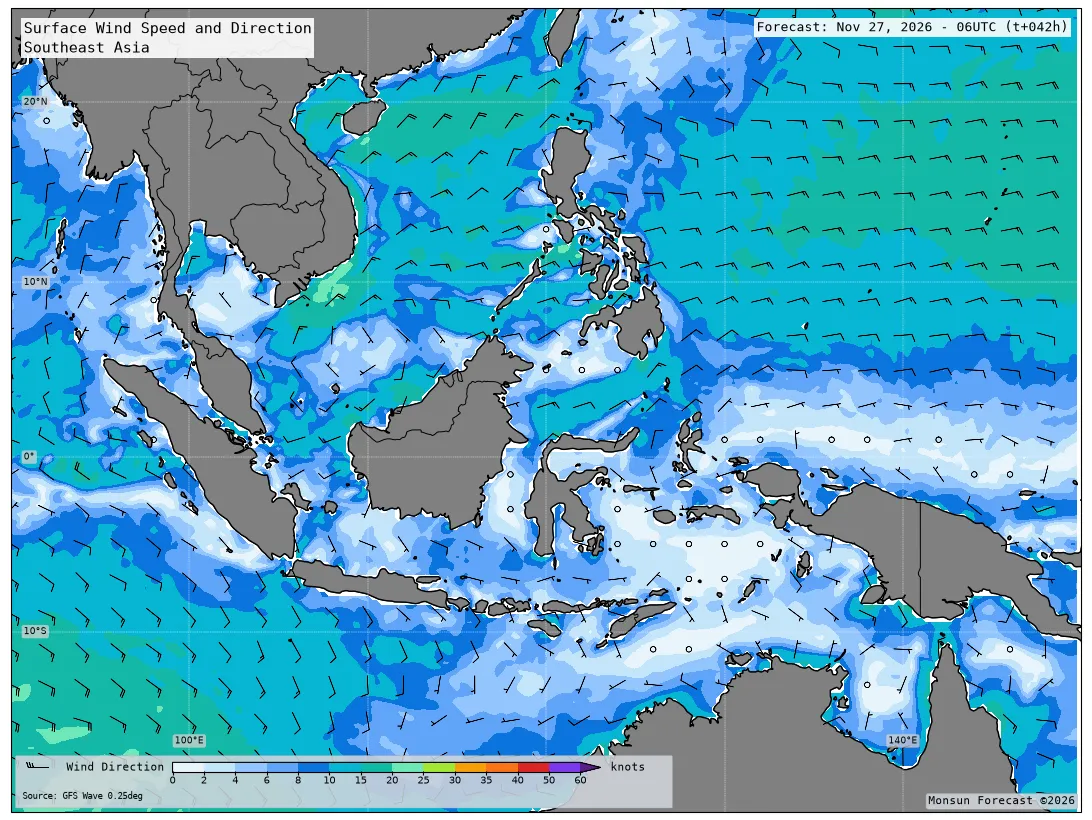 Surface Wind Speed and Direction
Southeast Asia
Forecast: Nov 27, 2026 - 06UTC (t+042h)
20°N
10°N
0°
10°S
100°E
140°E
Wind Direction
0 2 4 6 8 10 15 20 25 30 35 40 50 60
knots
Source: GFS Wave 0.25deg
Monsun Forecast ©2026